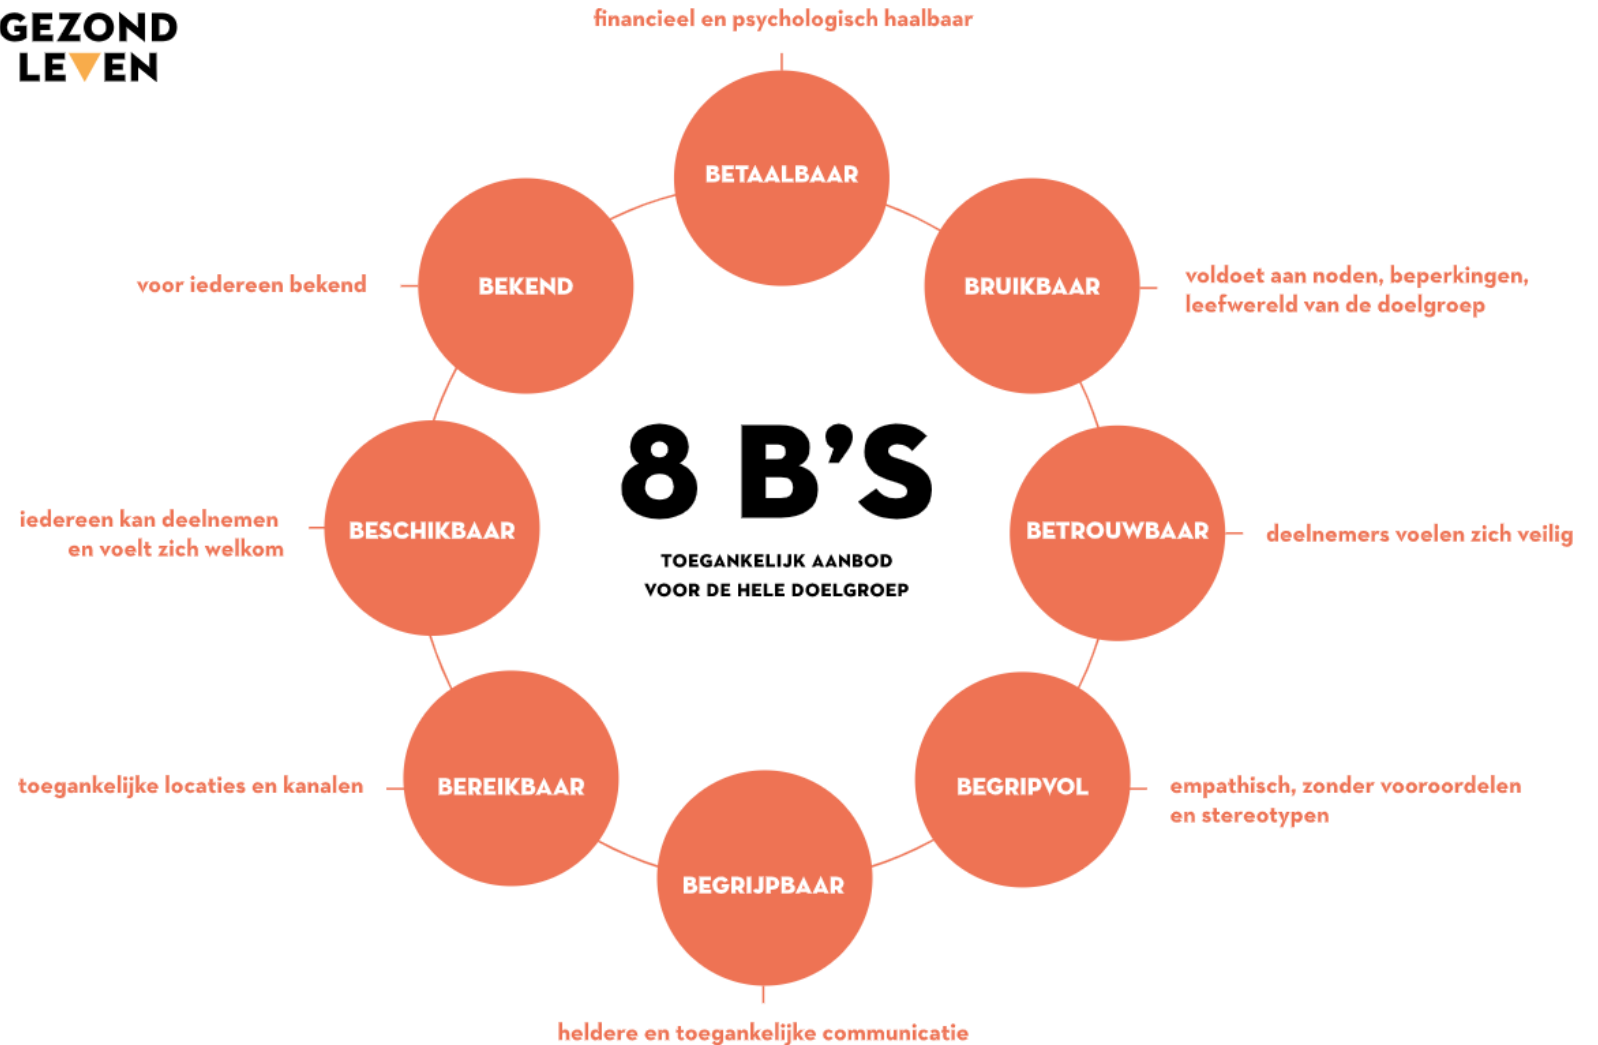 GEZOND
LEVEN
financieel en psychologisch haalbaar
BETAALBAAR
BEKEND
voor iedereen bekend
BRUIKBAAR
voldoet aan noden, beperkingen,
leefwereld van de doelgroep
8 B’S
TOEGANKELIJK AANBOD
VOOR DE HELE DOELGROEP
BESCHIKBAAR
iedereen kan deelnemen
en voelt zich welkom
BETROUWBAAR
deelnemers voelen zich veilig
BEREIKBAAR
toegankelijke locaties en kanalen
BEGRIPVOL
empathisch, zonder vooroordelen
en stereotypen
BEGRIJPBAAR
heldere en toegankelijke communicatie